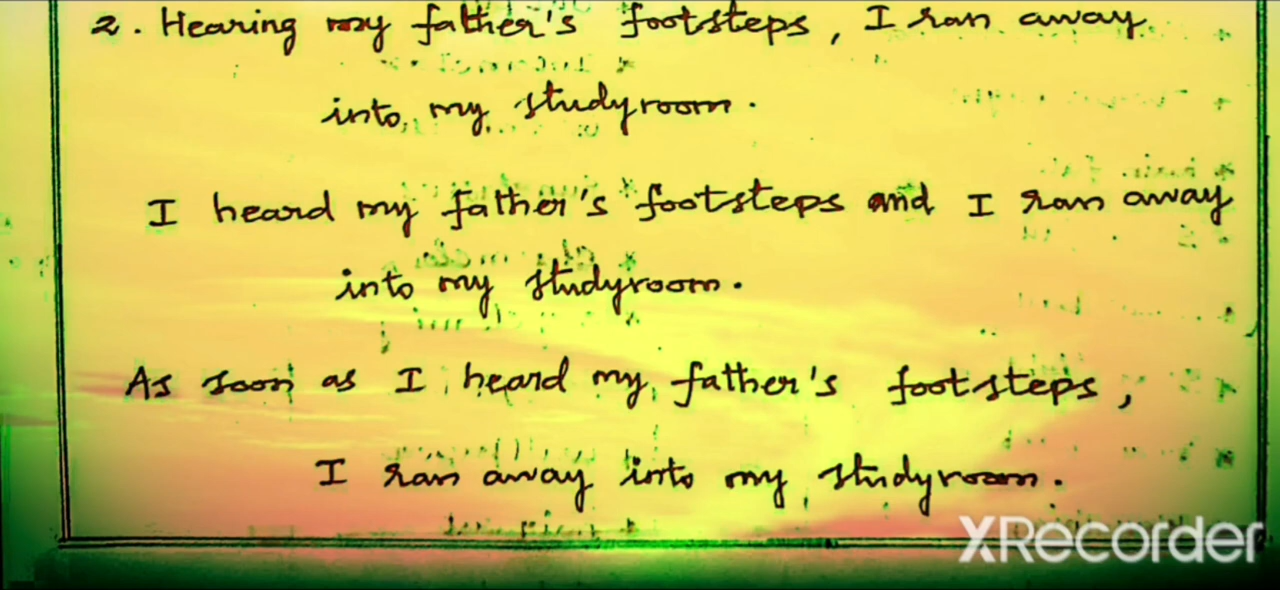 2. Hearing my father's footsteps, I ran away
into my studyroom.
I heard my father's footsteps and I ran away
into my studyroom.
As soon as I heard my father's footsteps,
I ran away into my studyroom.
XRecorder